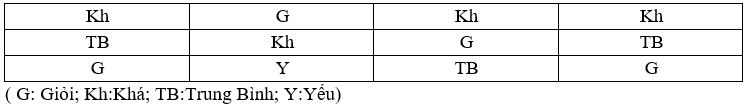 Kh G Kh Kh
TB Kh G TB
G Y TB G
( G: Giỏi; Kh:Khá; TB:Trung Bình; Y:Yếu)